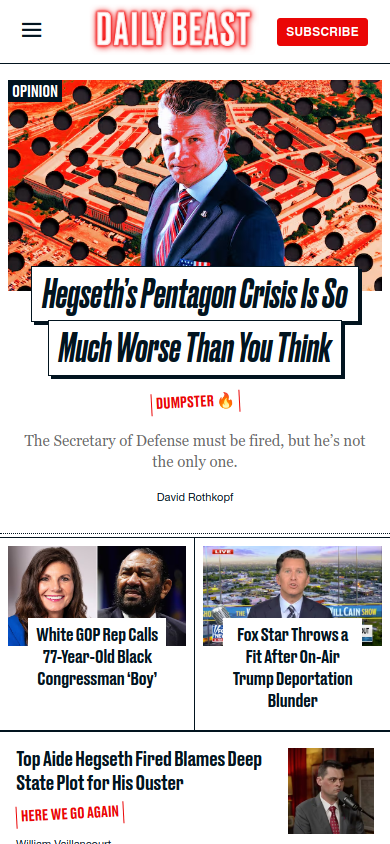 DAILY BEAST
SUBSCRIBE
OPINION
Hegseth's Pentagon Crisis Is So
Much Worse Than You Think
DUMPSTER 🔥
The Secretary of Defense must be fired, but he's not
the only one.
David Rothkopf
White GOP Rep Calls
77-Year-Old Black
Congressman ‘Boy’
LIVE
THE
WILL CAIN SHOW
Fox Star Throws a
Fit After On-Air
Trump Deportation
Blunder
Top Aide Hegseth Fired Blames Deep
State Plot for His Ouster
HERE WE GO AGAIN
William Vaillancourt